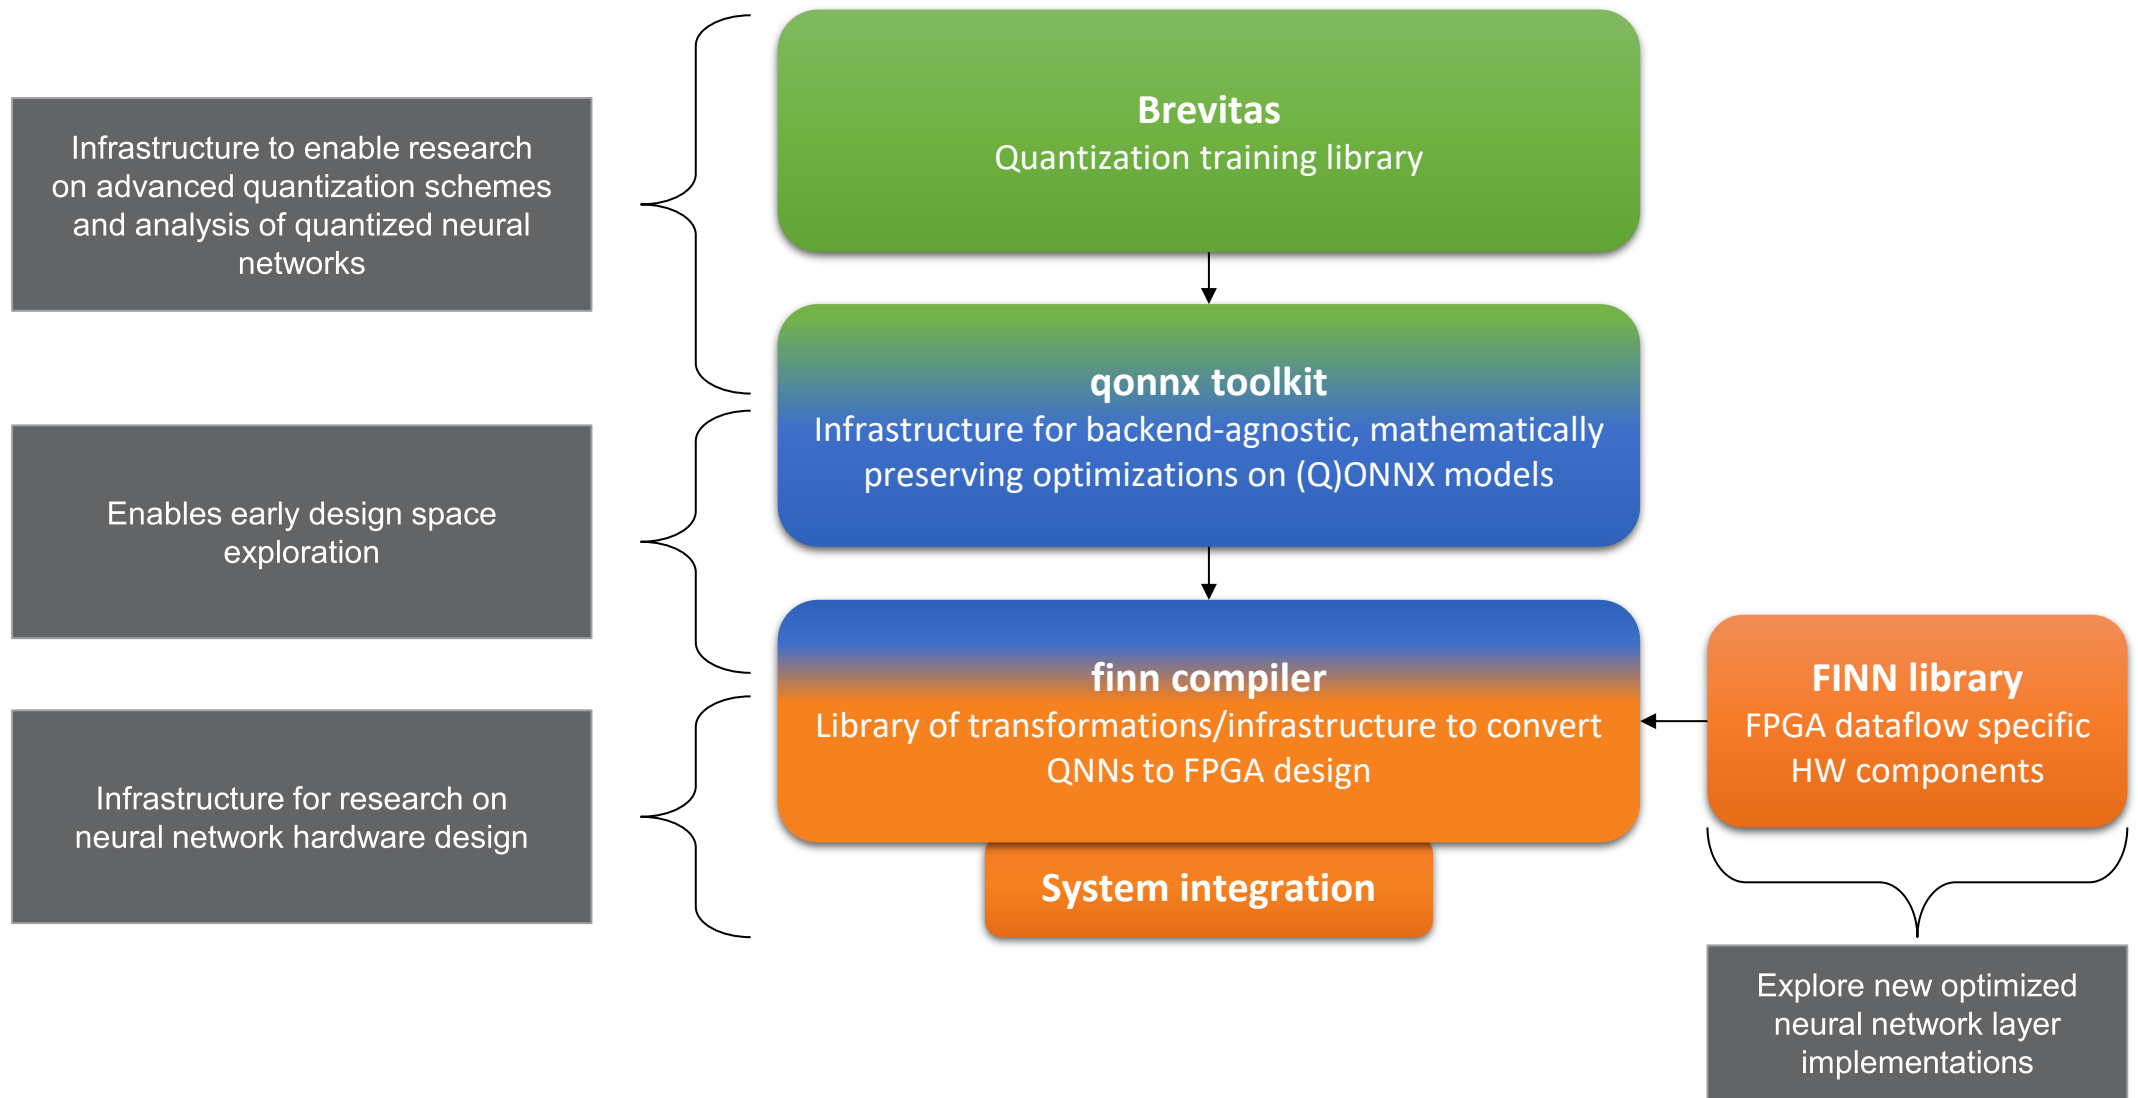 Brevitas
Quantization training library
Infrastructure to enable research
on advanced quantization schemes
and analysis of quantized neural
networks
qonnx toolkit
Infrastructure for backend-agnostic, mathematically
preserving optimizations on (Q)ONNX models
Enables early design space
exploration
finn compiler
Library of transformations/infrastructure to convert
QNNs to FPGA design
FINN library
FPGA dataflow specific
HW components
Infrastructure for research on
neural network hardware design
System integration
Explore new optimized
neural network layer
implementations